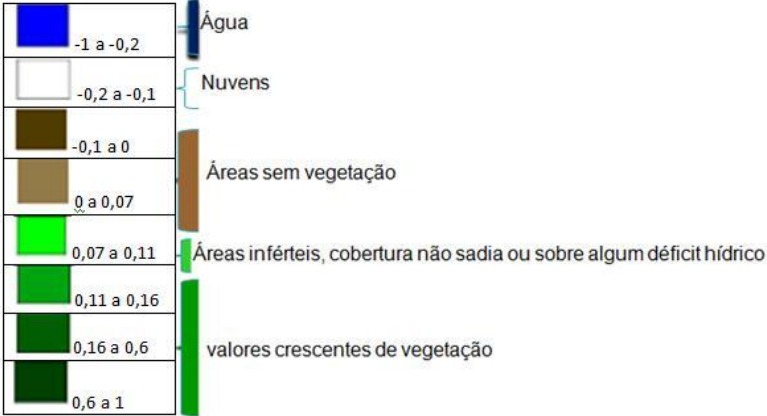 -1 a -0,2
Água
-0,2 a -0,1
Nuvens
-0,1 a 0
0 a 0,07
Áreas sem vegetação
0,07 a 0,11
Áreas inférteis, cobertura não sadia ou sobre algum déficit hídrico
0,11 a 0,16
0,16 a 0,6
valores crescentes de vegetação
0,6 a 1